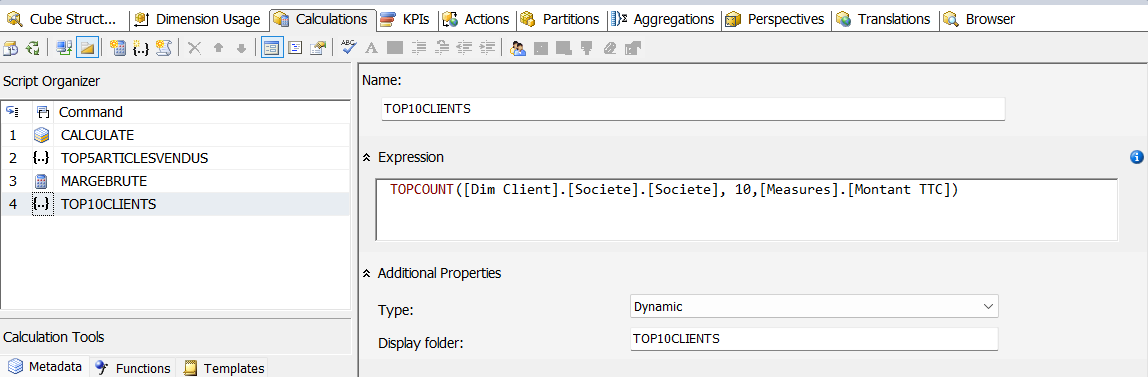 Cube Struct... Dimension Usage Calculations KPIs Actions Partitions Aggregations Perspectives Translations Browser
Script Organizer
Command
1 CALCULATE
2 {..} TOP5ARTICLESVENDUS
3 MARGEBRUTE
4 {..} TOP10CLIENTS
Calculation Tools
Metadata Functions Templates
Name:
TOP10CLIENTS
Expression
TOPCOUNT([Dim Client].[Societe].[Societe], 10,[Measures].[Montant TTC])
Additional Properties
Type: Dynamic
Display folder: TOP10CLIENTS